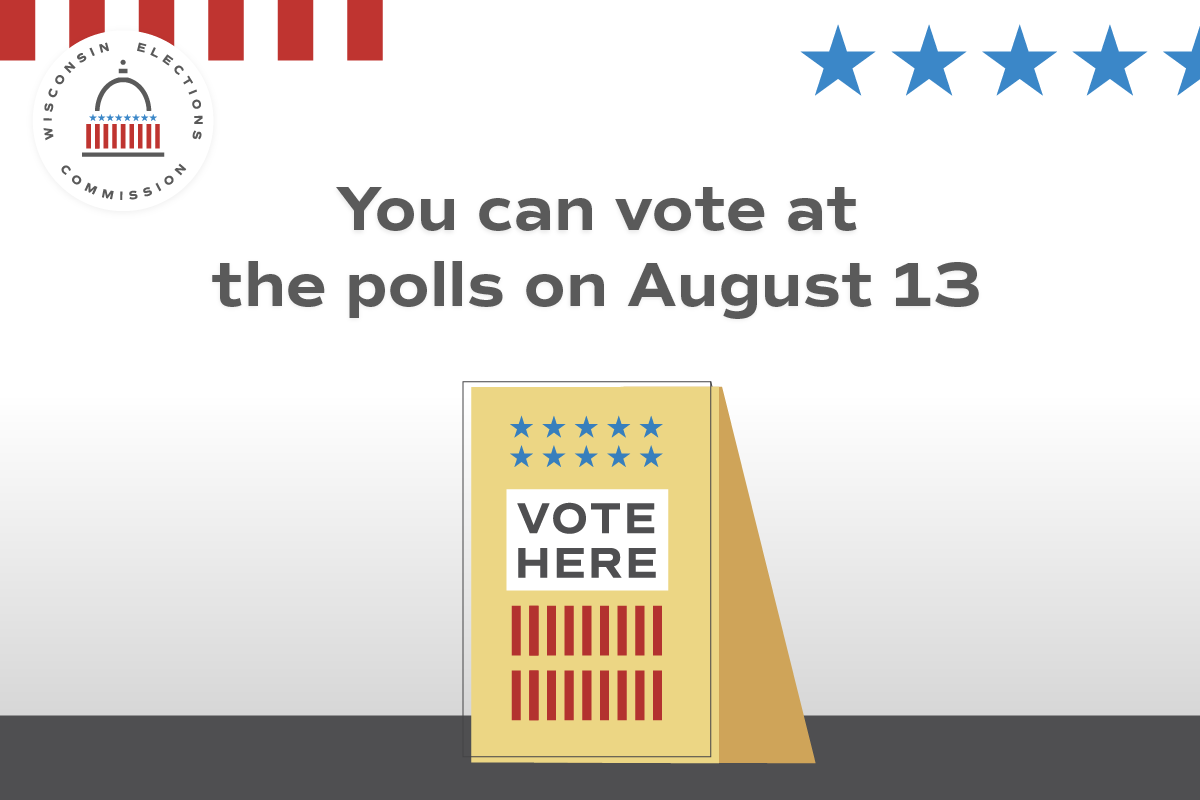 WISCONSIN ELECTIONS
COMMISSION
You can vote at
the polls on August 13
VOTE
HERE